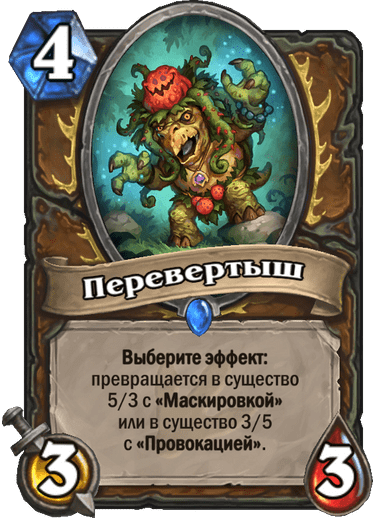 4
Перевертыш
Выберите эффект:
превращается в существо
5/3 с «Маскировкой»
или в существо 3/5
с «Провокацией».
3
3